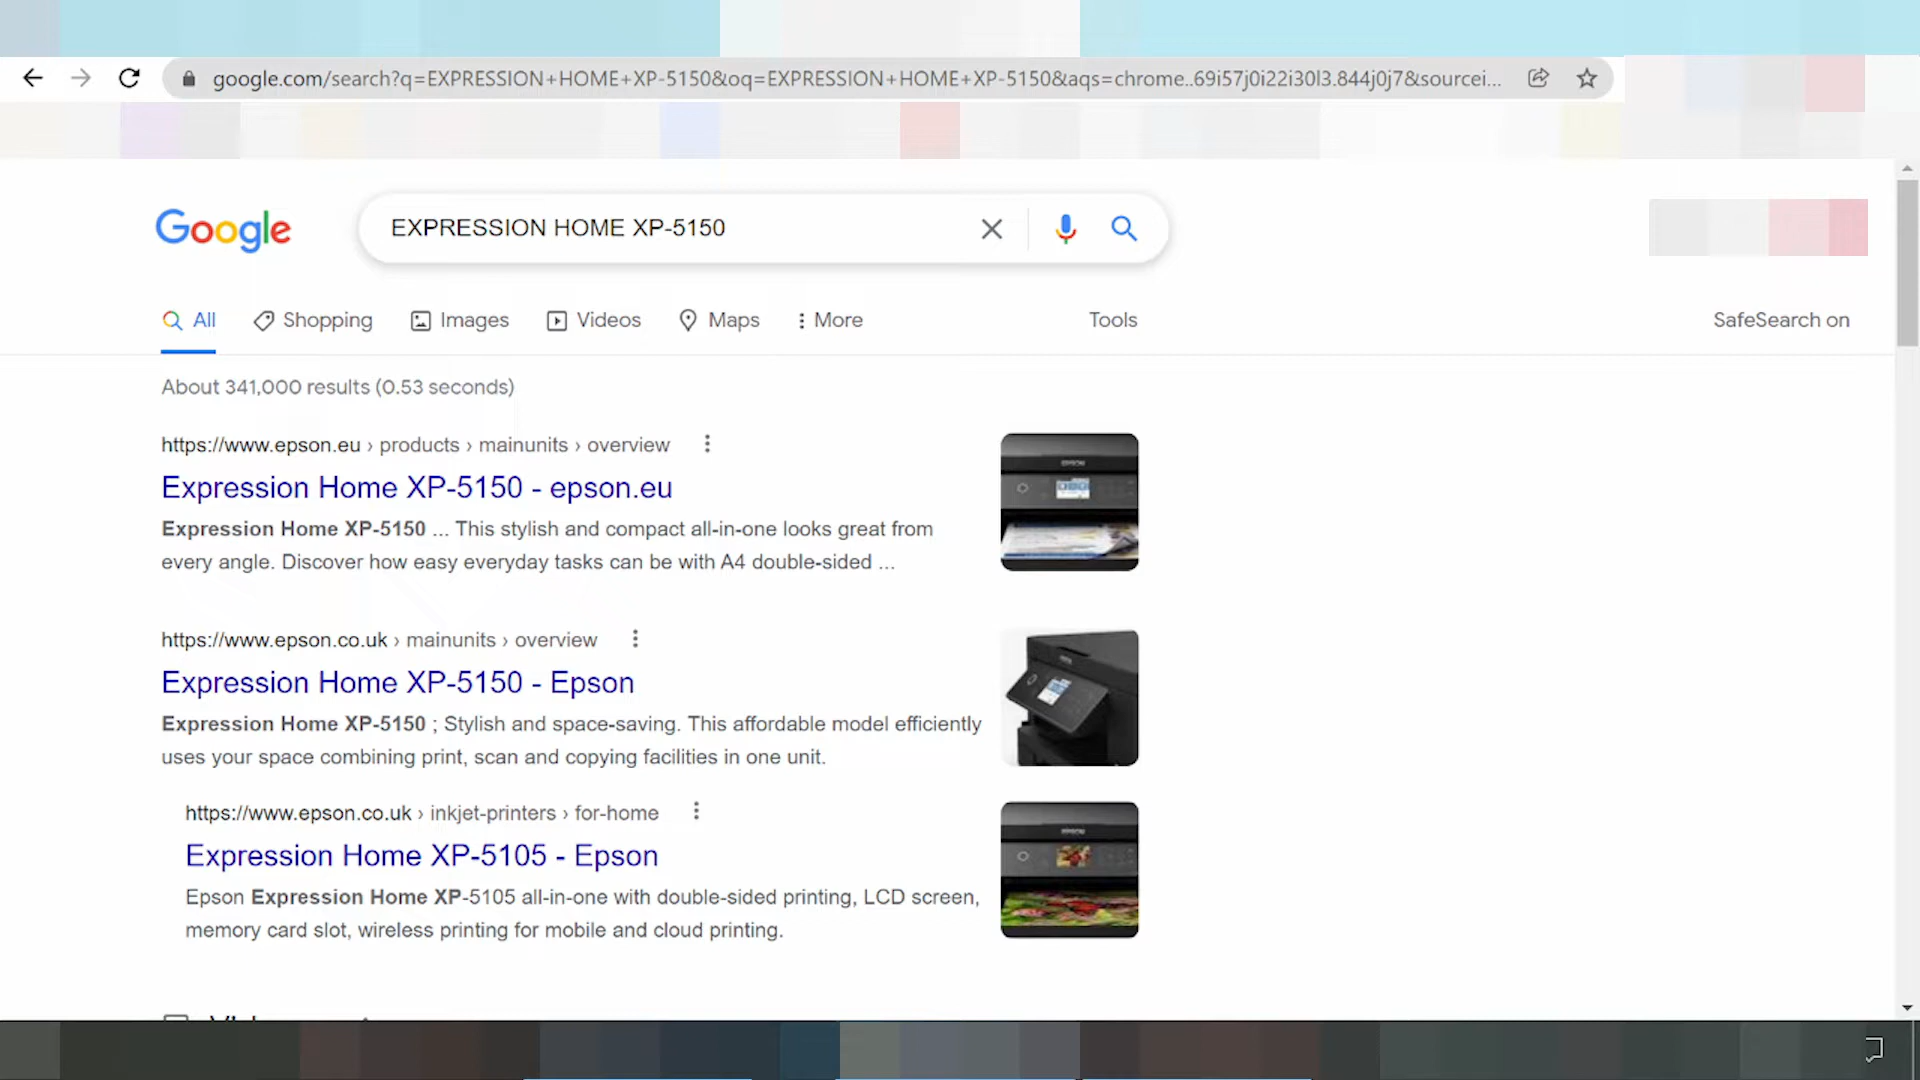 google.com/search?q=EXPRESSION+HOME+XP-5150&oq=EXPRESSION+HOME+XP-5150&aqs=chrome..69i57j0i22i30l3.844j0j7&sourcei...
Google
EXPRESSION HOME XP-5150
All Shopping Images Videos Maps More Tools SafeSearch on
About 341,000 results (0.53 seconds)
https://www.epson.eu › products › mainunits › overview
Expression Home XP-5150 - epson.eu
Expression Home XP-5150 ... This stylish and compact all-in-one looks great from
every angle. Discover how easy everyday tasks can be with A4 double-sided ...
https://www.epson.co.uk › mainunits › overview
Expression Home XP-5150 - Epson
Expression Home XP-5150 ; Stylish and space-saving. This affordable model efficiently
uses your space combining print, scan and copying facilities in one unit.
https://www.epson.co.uk › inkjet-printers › for-home
Expression Home XP-5105 - Epson
Epson Expression Home XP-5105 all-in-one with double-sided printing, LCD screen,
memory card slot, wireless printing for mobile and cloud printing.